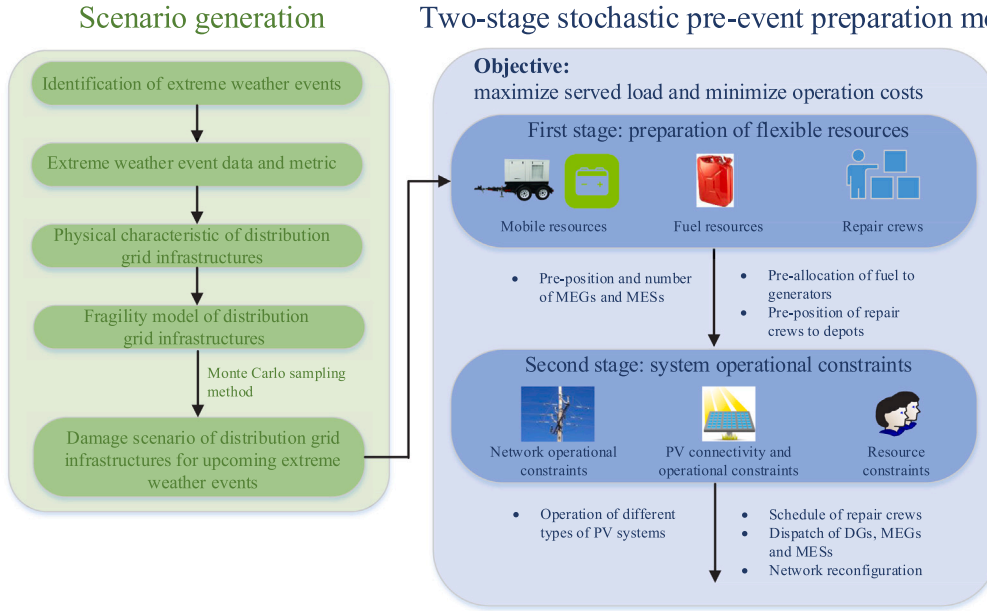 Scenario generation
Identification of extreme weather events
Extreme weather event data and metric
Physical characteristic of distribution
grid infrastructures
Fragility model of distribution
grid infrastructures
Monte Carlo sampling
method
Damage scenario of distribution grid
infrastructures for upcoming extreme
weather events
Two-stage stochastic pre-event preparation
Objective:
maximize served load and minimize operation costs
First stage: preparation of flexible resources
Mobile resources
Fuel resources
Repair crews
• Pre-position and number
of MEGs and MESs
• Pre-allocation of fuel to
generators
• Pre-position of repair
crews to depots
Second stage: system operational constraints
Network operational
constraints
PV connectivity and
operational constraints
Resource
constraints
• Operation of different
types of PV systems
• Schedule of repair crews
• Dispatch of DGs, MEGs
and MESs
• Network reconfiguration